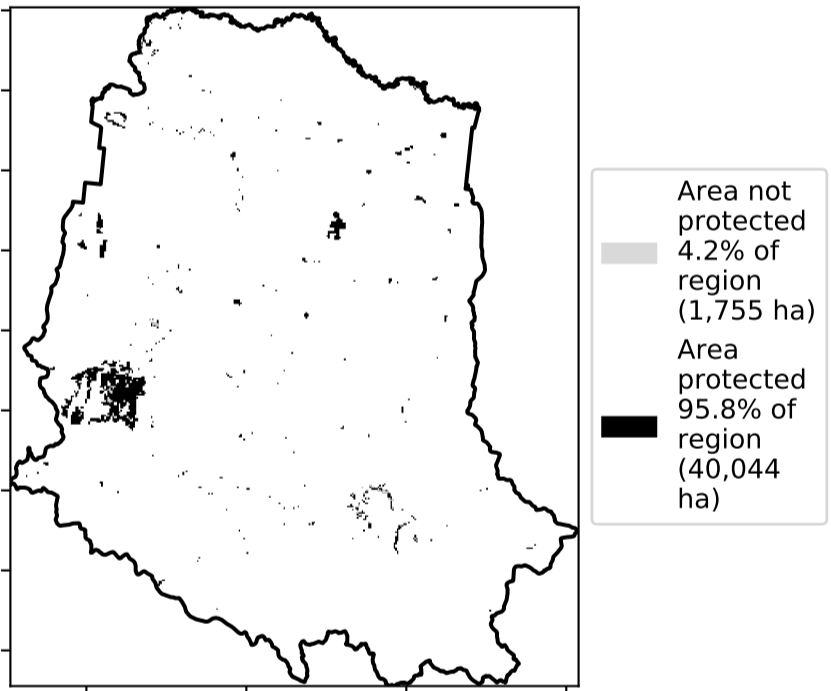 Area not
protected
4.2% of
region
(1,755 ha)
Area
protected
95.8% of
region
(40,044
ha)